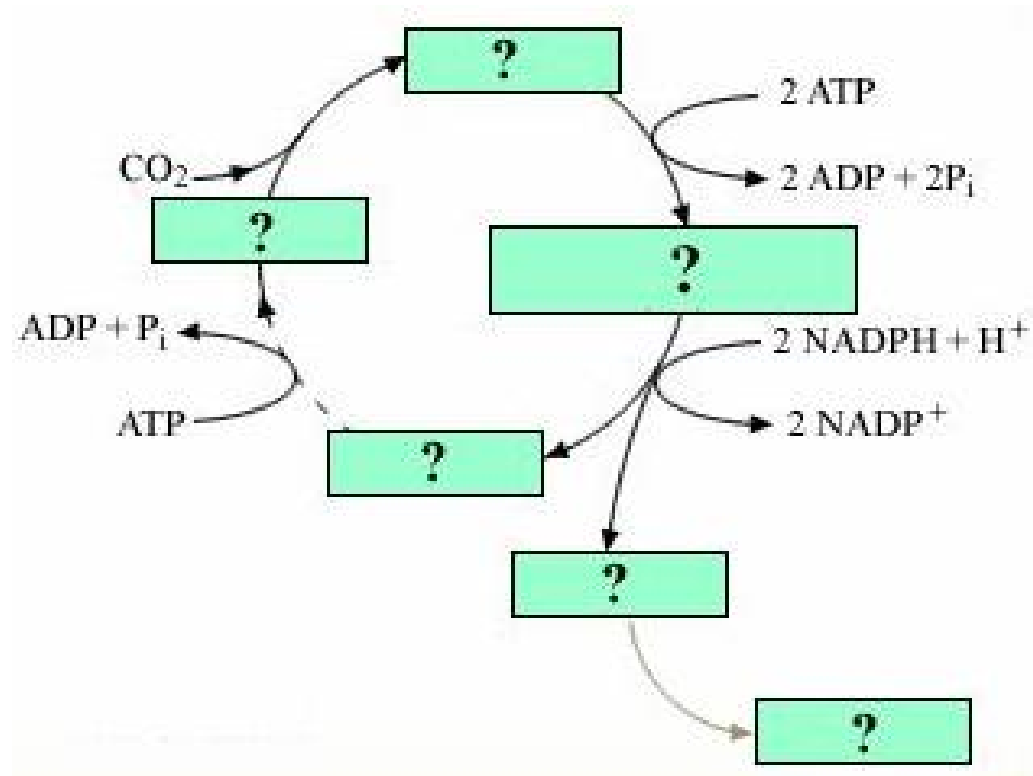 ?
2 ATP
CO₂
2 ADP + 2Pᵢ
?
?
ADP + Pᵢ
2 NADPH + H⁺
ATP
2 NADP⁺
?
?
?